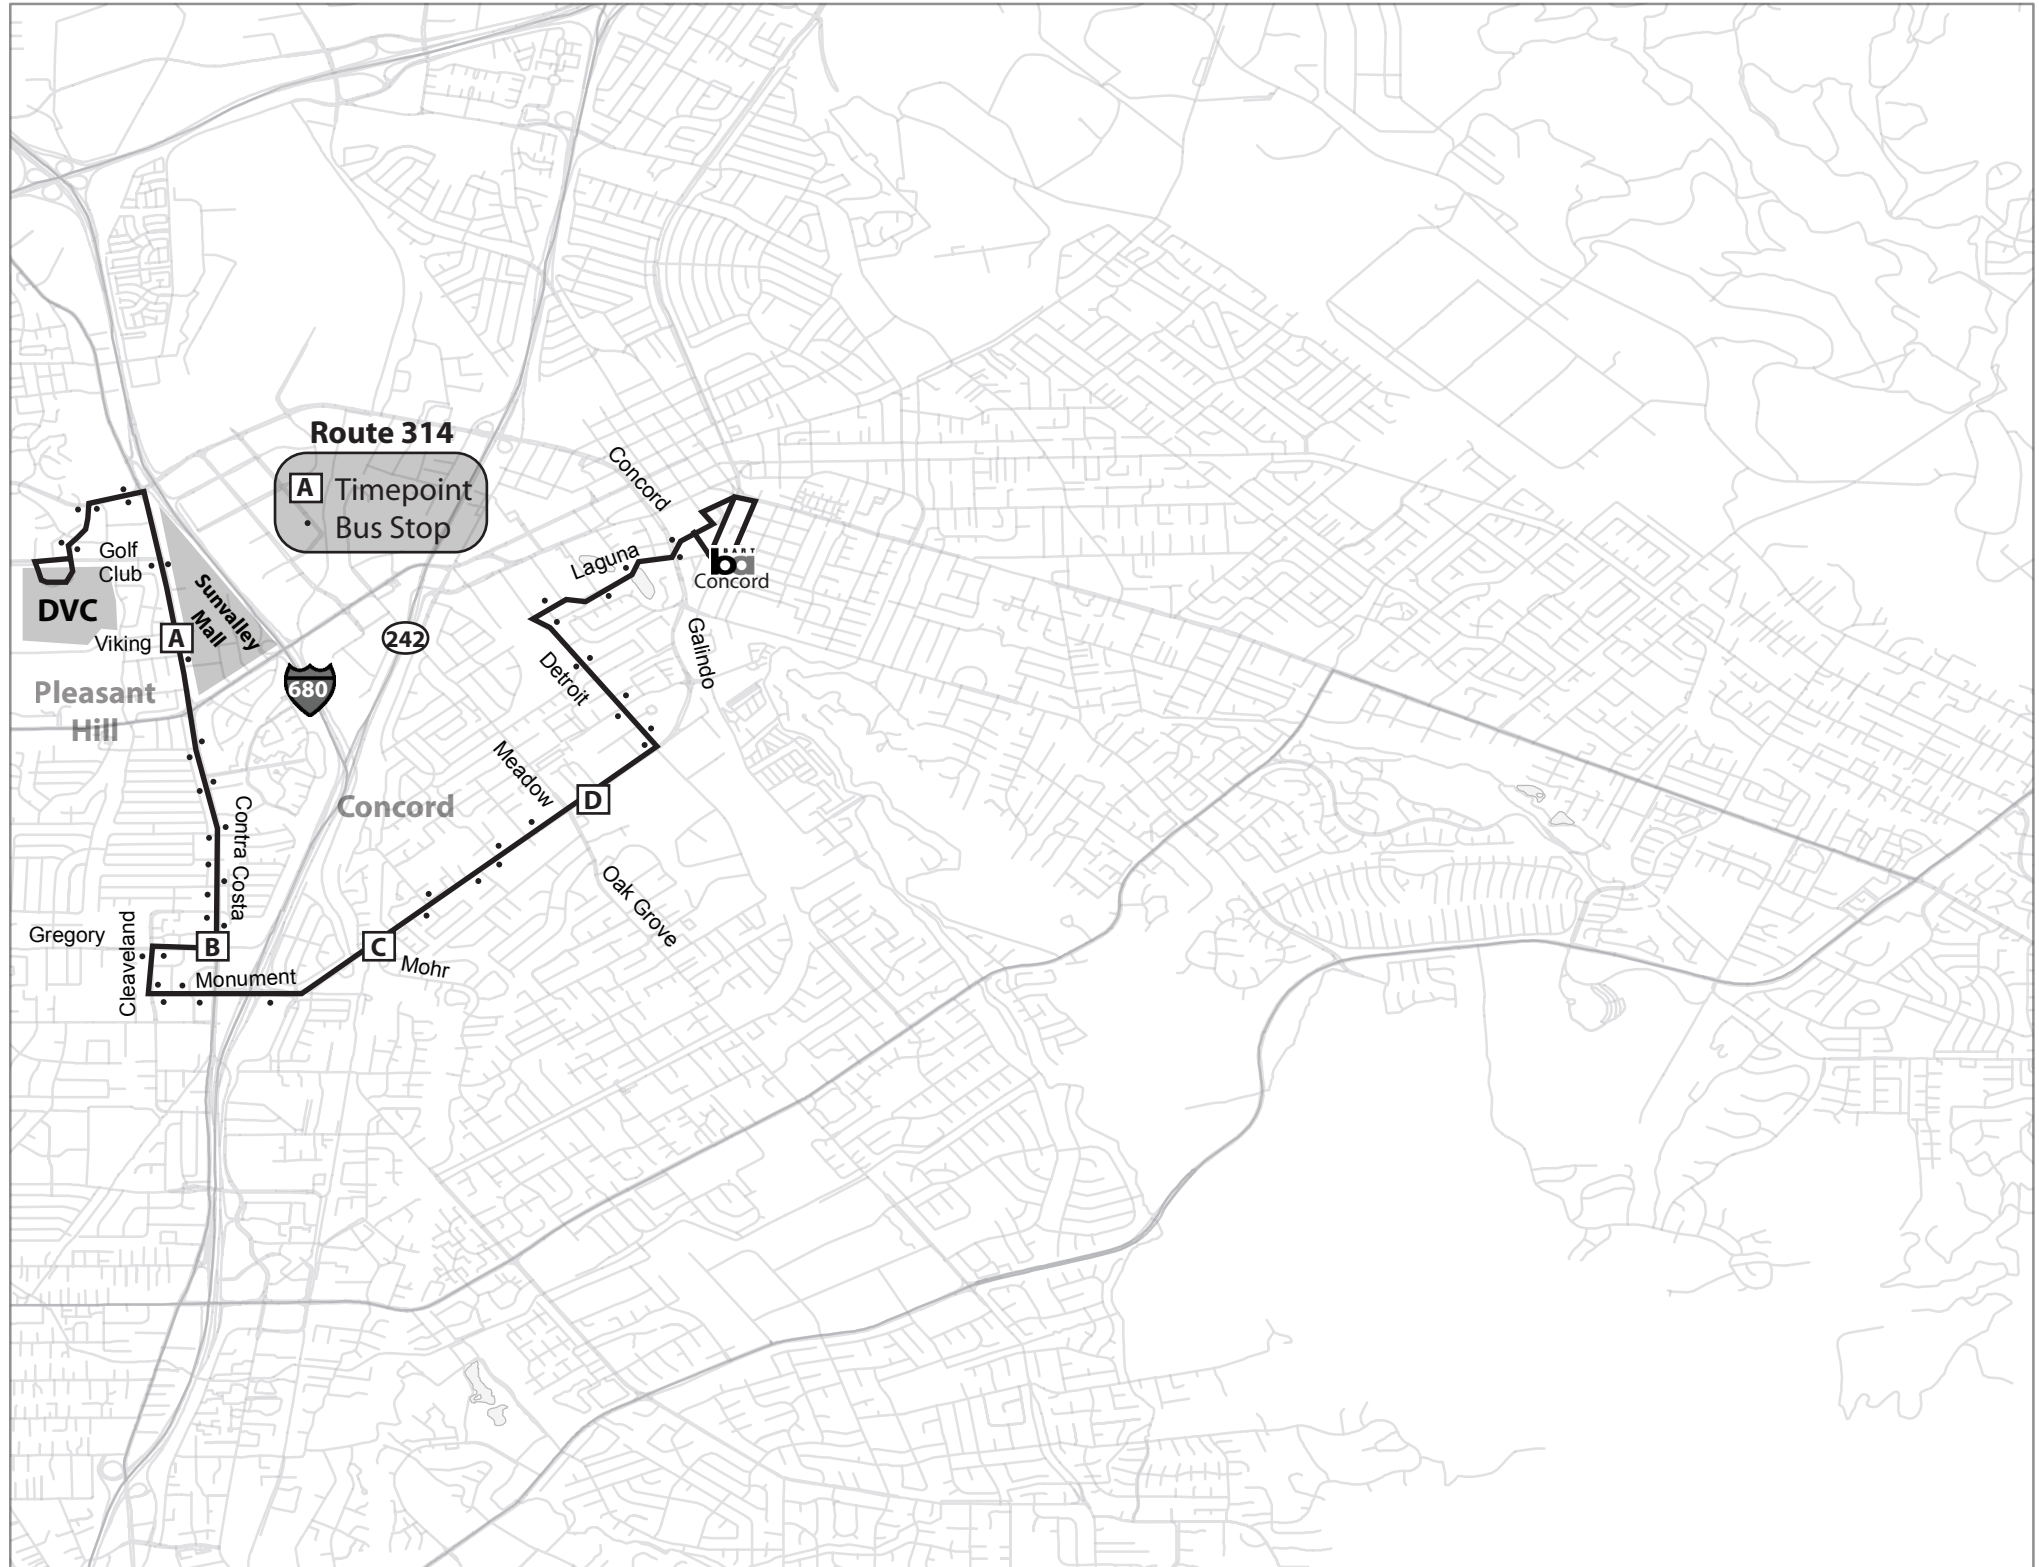 Route 314
A Timepoint
Bus Stop
Concord
Laguna
BART
ba
Concord
Golf
Club
DVC
Sunvalley
Mall
Viking
A
242
680
Pleasant
Hill
Galindo
Detroit
Meadow
D
Concord
Contra Costa
Oak Grove
Gregory
Cleaveland
B
C
Mohr
Monument